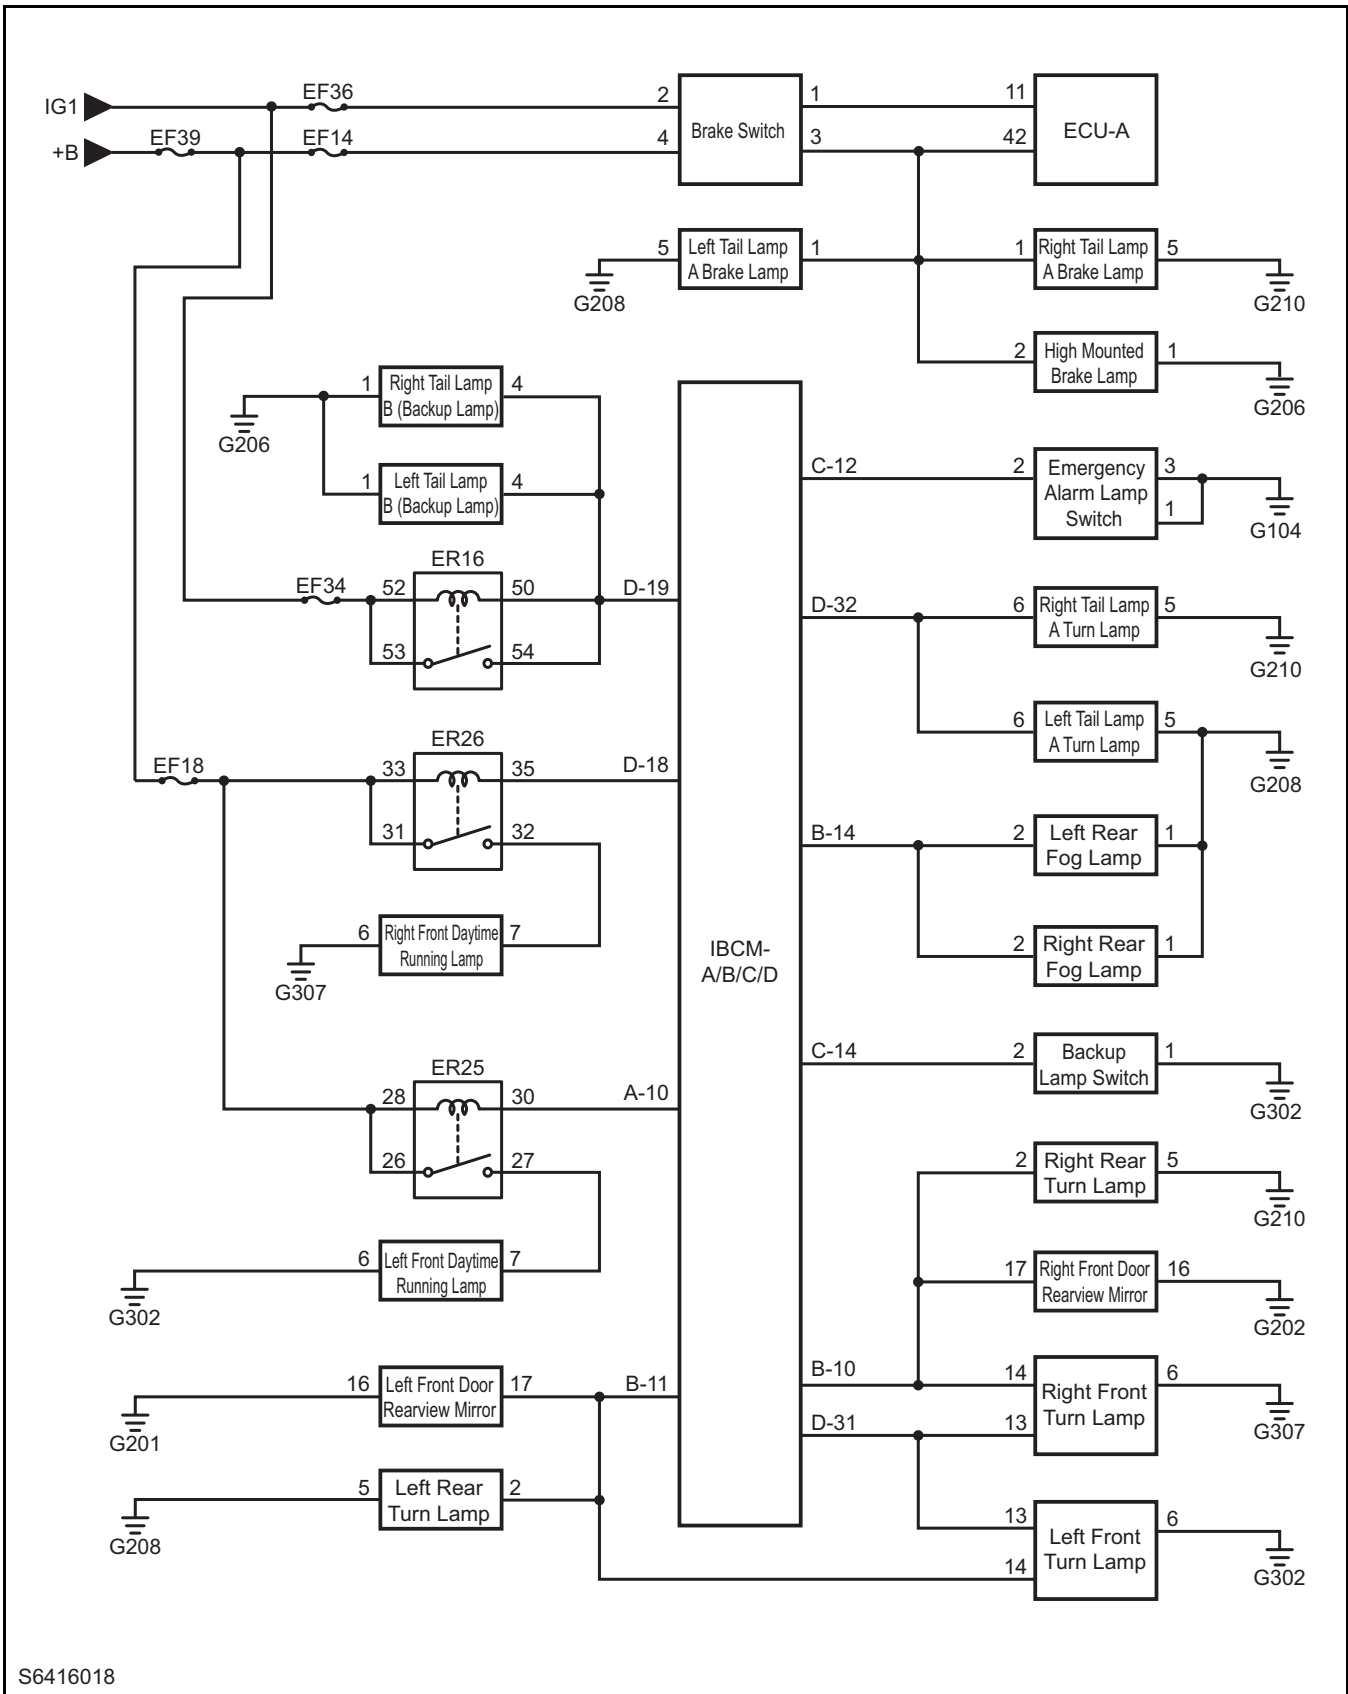 IG1
EF36
2
Brake Switch
1
11
ECU-A
+B
EF39
EF14
4
3
42
5
Left Tail Lamp
A Brake Lamp
1
1
Right Tail Lamp
A Brake Lamp
5
G208
G210
2
High Mounted
Brake Lamp
1
G206
1
Right Tail Lamp
B (Backup Lamp)
4
G206
1
Left Tail Lamp
B (Backup Lamp)
4
C-12
2
Emergency
Alarm Lamp
Switch
3
1
G104
ER16
EF34
52
50
D-19
53
54
D-32
6
Right Tail Lamp
A Turn Lamp
5
G210
6
Left Tail Lamp
A Turn Lamp
5
G208
ER26
EF18
33
35
D-18
31
32
B-14
2
Left Rear
Fog Lamp
1
6
Right Front Daytime
Running Lamp
7
G307
IBCM-
A/B/C/D
2
Right Rear
Fog Lamp
1
C-14
2
Backup
Lamp Switch
1
G302
ER25
28
30
A-10
26
27
2
Right Rear
Turn Lamp
5
G210
6
Left Front Daytime
Running Lamp
7
G302
17
Right Front Door
Rearview Mirror
16
G202
16
Left Front Door
Rearview Mirror
17
B-11
G201
B-10
14
Right Front
Turn Lamp
6
D-31
13
G307
5
Left Rear
Turn Lamp
2
G208
13
Left Front
Turn Lamp
6
14
G302
S6416018